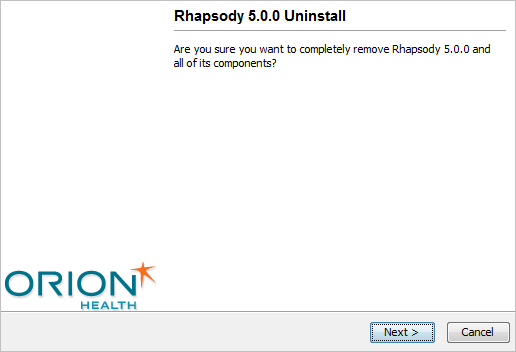 Rhapsody 5.0.0 Uninstall
Are you sure you want to completely remove Rhapsody 5.0.0 and
all of its components?
ORION
HEALTH
Next >
Cancel